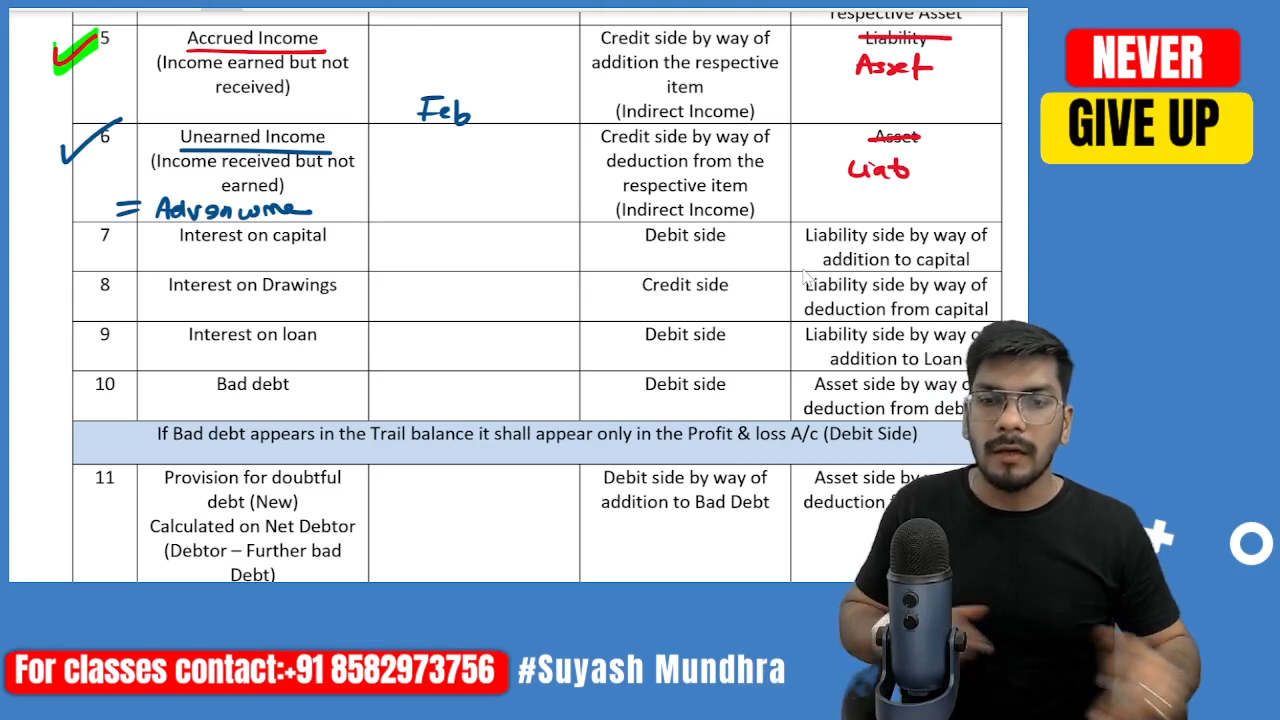 respective Asset
5
Accrued Income
(Income earned but not
received)
Credit side by way of
addition the respective
item
(Indirect Income)
Liability
Asset
Feb
6
Unearned Income
(Income received but not
earned)
=
Credit side by way of
deduction from the
respective item
(Indirect Income)
Asset
Liab
7
Interest on capital
Debit side
Liability side by way of
addition to capital
8
Interest on Drawings
Credit side
Liability side by way of
deduction from capital
9
Interest on loan
Debit side
Liability side by way of
addition to Loan
10
Bad debt
Debit side
Asset side by way
deduction from
If Bad debt appears in the Trail balance it shall appear only in the Profit & loss A/c (Debit Side)
11
Provision for doubtful
debt (New)
Calculated on Net Debtor
(Debtor – Further bad
Debt)
Debit side by way of
addition to Bad Debt
Asset side by
deduction
NEVER
GIVE UP
For classes contact:+91 8582973756
#Suyash Mundhra